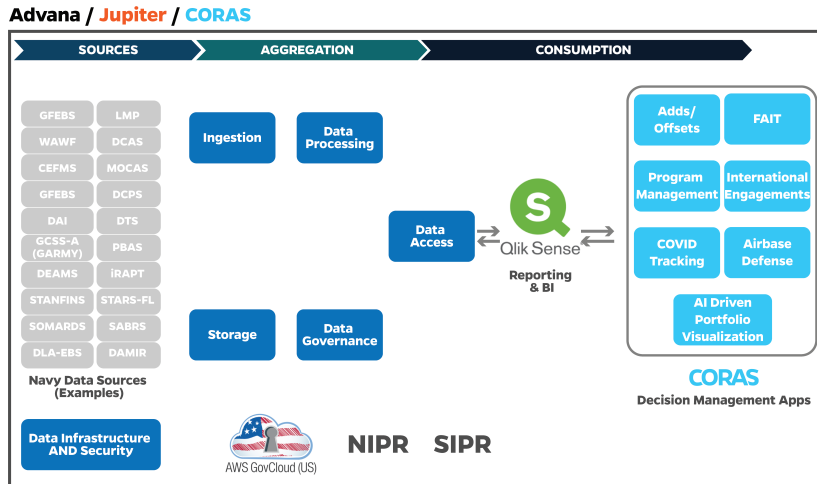 Advana / Jupiter / CORAS
SOURCES
AGGREGATION
CONSUMPTION
GFEBS
LMP
WAWF
DCAS
CEFMS
MOCAS
GFEBS
DCPS
DAI
DTS
GCSS-A
(GARMY)
PBAS
DEAMS
iRAPT
STANFINS
STARS-FL
SOMARDS
SABRS
DLA-EBS
DAMIR
Navy Data Sources
(Examples)
Data Infrastructure
AND Security
Ingestion
Data
Processing
Storage
Data
Governance
Data
Access
S
Qlik Sense
Reporting
& BI
Adds/
Offsets
FAIT
Program
Management
International
Engagements
COVID
Tracking
Airbase
Defense
AI Driven
Portfolio
Visualization
CORAS
Decision Management Apps
AWS GovCloud (US)
NIPR
SIPR